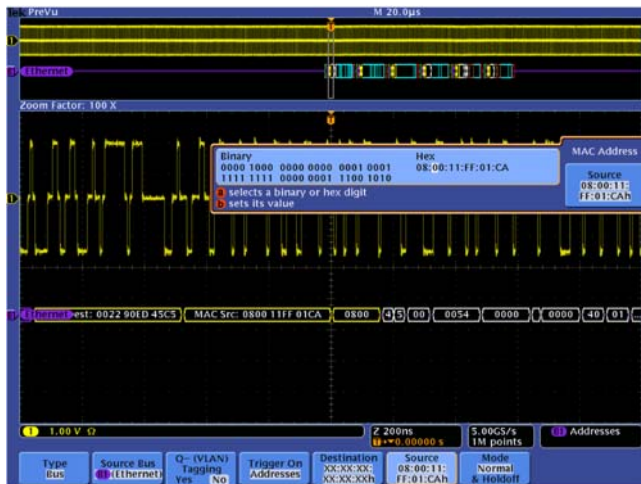 Tek PreVu M 20.0µs
Ethernet
Zoom Factor: 100 X
Binary Hex
0000 1000 0000 0000 0001 0001 08:00:11:FF:01:CA
1111 1111 0000 0001 1100 1010
a selects a binary or hex digit
b sets its value
MAC Address
Source
08:00:11:
FF:01:CAh
Ethernet est: 0022 90ED 45C5 MAC Src: 0800 11FF 01CA 0800 4 5 00 0054 0000 0000 40 01
1 1.00 V Ω
Z 200ns
0.00000 s
5.00GS/s
1M points
B1 Addresses
Type
Bus
Source Bus
B1 (Ethernet)
Q- (VLAN)
Tagging
Yes No
Trigger On
Addresses
Destination
XX:XX:XX:
XX:XX:XXh
Source
08:00:11:
FF:01:CAh
Mode
Normal
& Holdoff